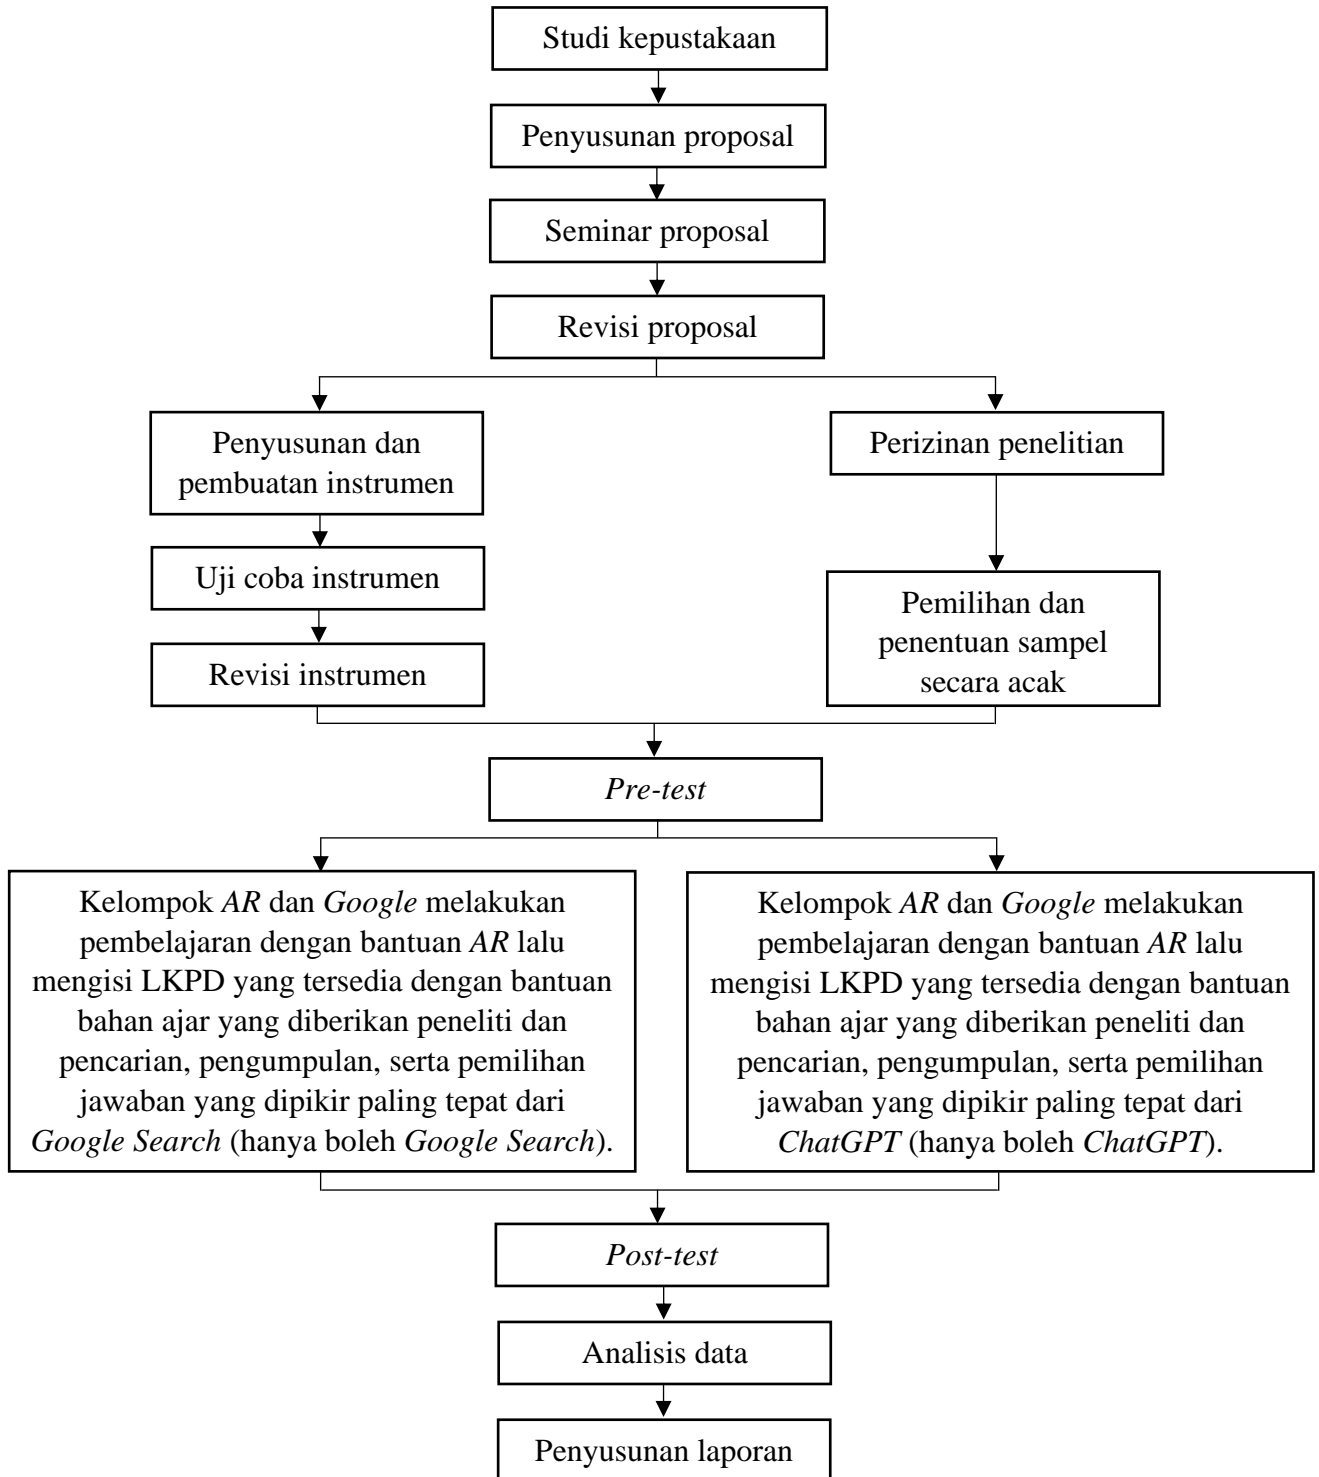 Studi kepustakaan
Penyusunan proposal
Seminar proposal
Revisi proposal
Penyusunan dan
pembuatan instrumen
Uji coba instrumen
Revisi instrumen
Perizinan penelitian
Pemilihan dan
penentuan sampel
secara acak
Pre-test
Kelompok AR dan Google melakukan
pembelajaran dengan bantuan AR lalu
mengisi LKPD yang tersedia dengan bantuan
bahan ajar yang diberikan peneliti dan
pencarian, pengumpulan, serta pemilihan
jawaban yang dipikir paling tepat dari
Google Search (hanya boleh Google Search).
Kelompok AR dan Google melakukan
pembelajaran dengan bantuan AR lalu
mengisi LKPD yang tersedia dengan bantuan
bahan ajar yang diberikan peneliti dan
pencarian, pengumpulan, serta pemilihan
jawaban yang dipikir paling tepat dari
ChatGPT (hanya boleh ChatGPT).
Post-test
Analisis data
Penyusunan laporan